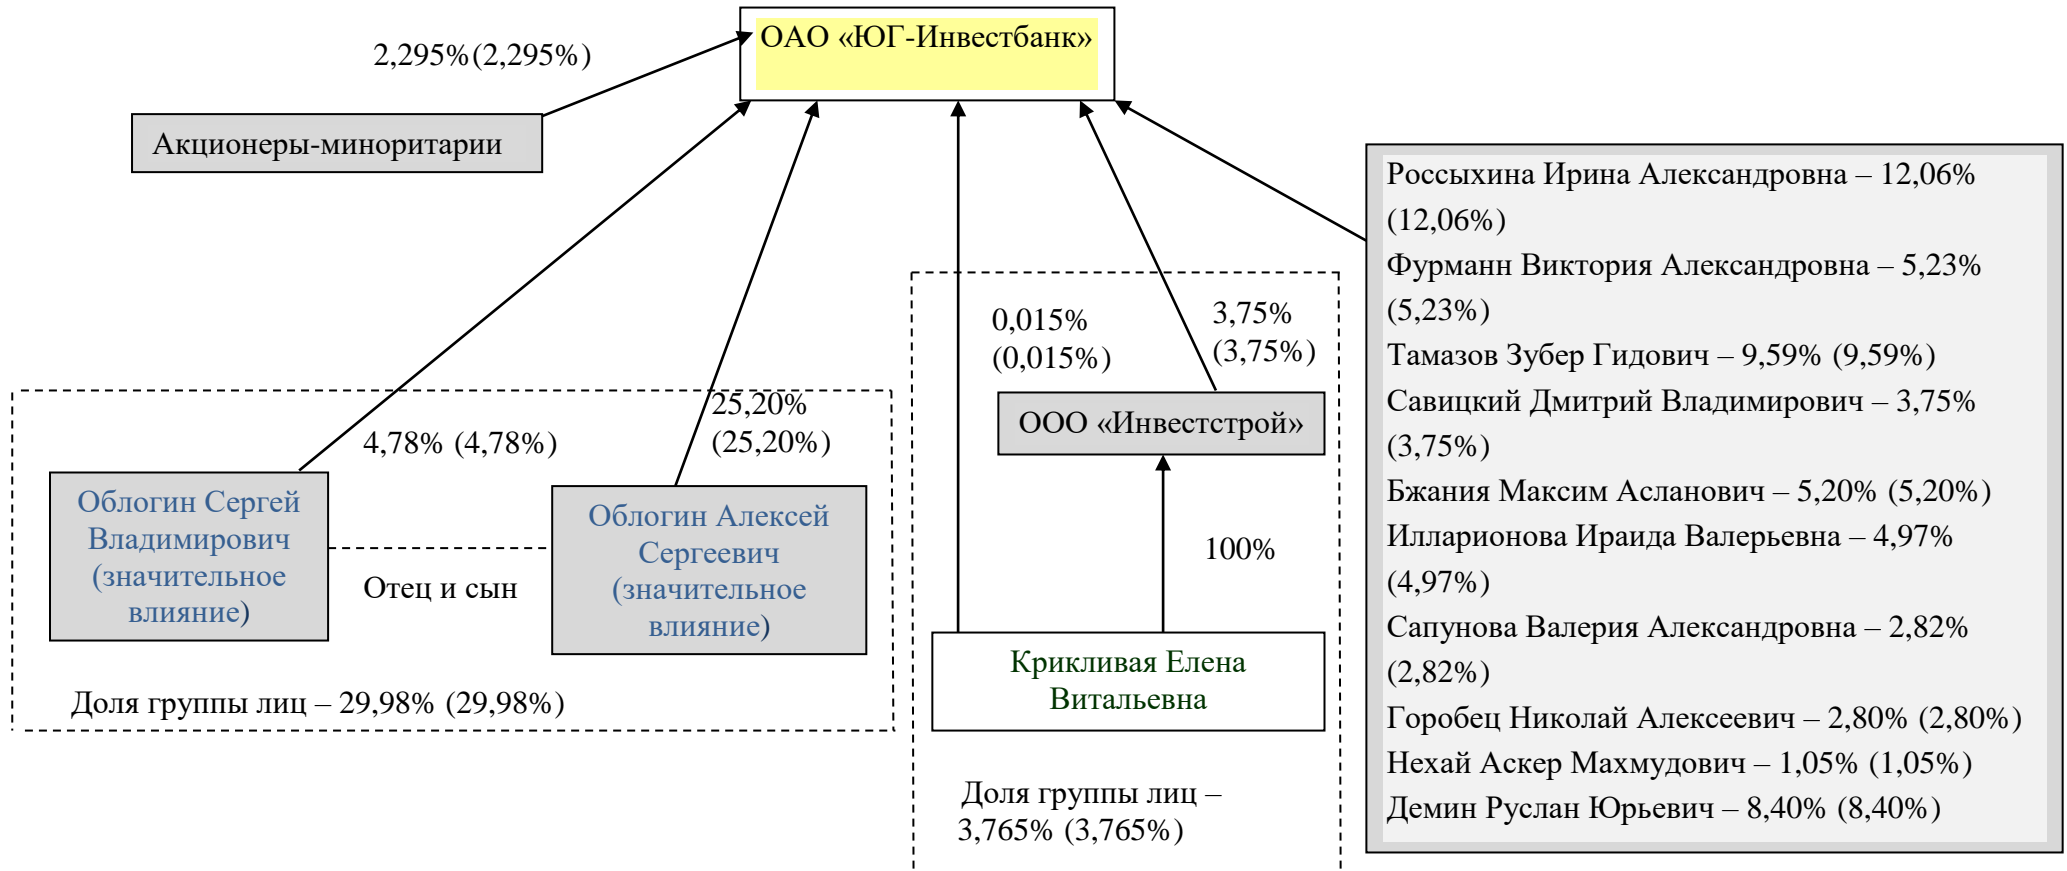 ОАО «ЮГ-Инвестбанк»
2,295%(2,295%)
Акционеры-миноритарии
Россыхина Ирина Александровна – 12,06%
(12,06%)
Фурманн Виктория Александровна – 5,23%
(5,23%)
Тамазов Зубер Гидович – 9,59% (9,59%)
Савицкий Дмитрий Владимирович – 3,75%
(3,75%)
Бжания Максим Асланович – 5,20% (5,20%)
Илларионова Ираида Валерьевна – 4,97%
(4,97%)
Сапунова Валерия Александровна – 2,82%
(2,82%)
Горобец Николай Алексеевич – 2,80% (2,80%)
Нехай Аскер Махмудович – 1,05% (1,05%)
Демин Руслан Юрьевич – 8,40% (8,40%)
0,015%
(0,015%)
3,75%
(3,75%)
ООО «Инвестстрой»
100%
Крикливая Елена
Витальевна
Доля группы лиц –
3,765% (3,765%)
4,78% (4,78%)
25,20%
(25,20%)
Облогин Сергей
Владимирович
(значительное
влияние)
Отец и сын
Облогин Алексей
Сергеевич
(значительное
влияние)
Доля группы лиц – 29,98% (29,98%)